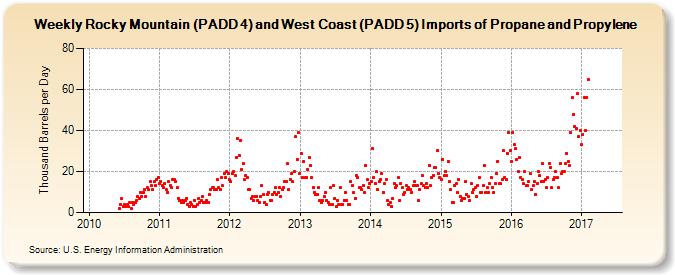 Weekly Rocky Mountain (PADD 4) and West Coast (PADD 5) Imports of Propane and Propylene
Thousand Barrels per Day
80
60
40
20
0
2010 2011 2012 2013 2014 2015 2016 2017
Source: U.S. Energy Information Administration